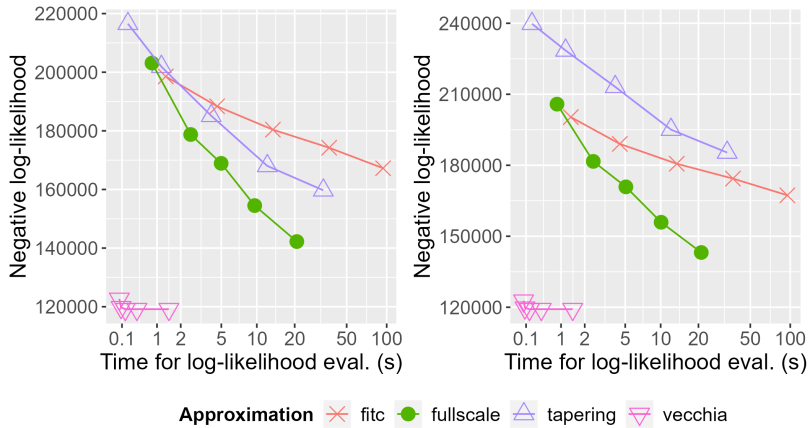 220000
200000
180000
160000
140000
120000
Negative log-likelihood
0.1 1 2 5 10 20 50 100
Time for log-likelihood eval. (s)
240000
210000
180000
150000
120000
Negative log-likelihood
0.1 1 2 5 10 20 50 100
Time for log-likelihood eval. (s)
Approximation fitc fullscale tapering vecchia